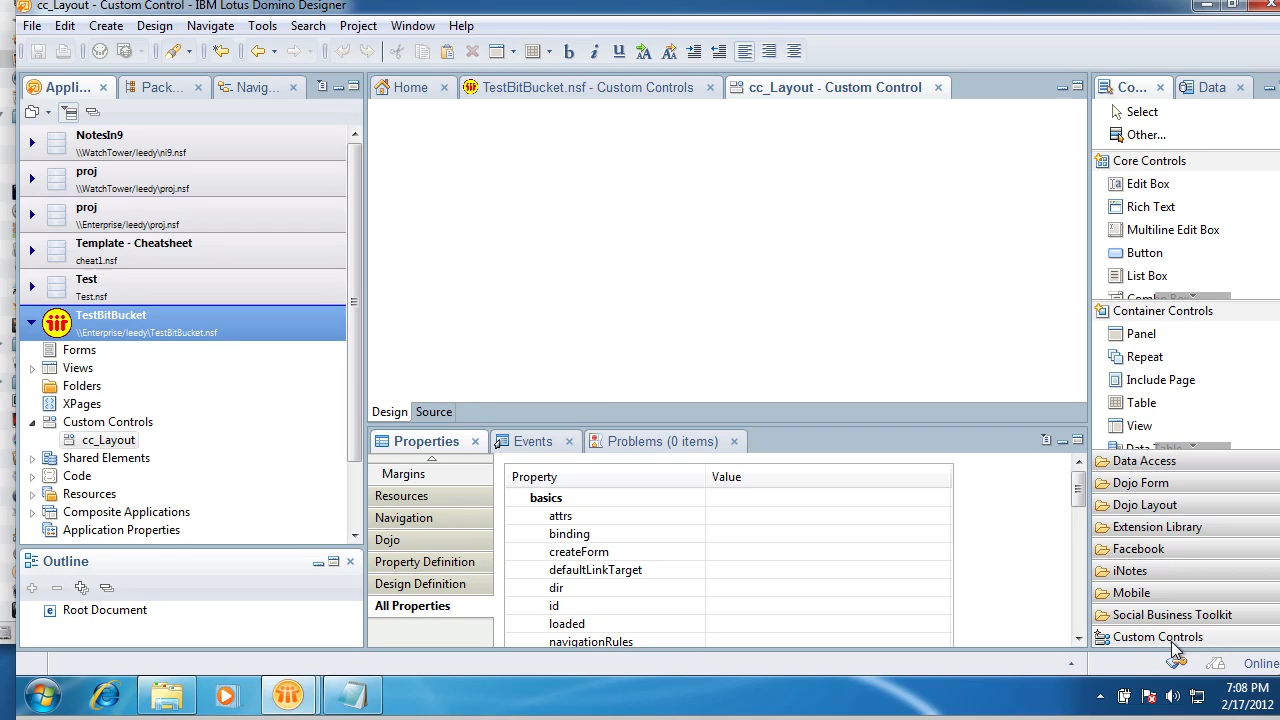 cc_Layout - Custom Control - IBM Lotus Domino Designer
File Edit Create Design Navigate Tools Search Project Window Help
Appli... Pack... Navig...
NotesIn9
\\WatchTower/leedy\ni9.nsf
proj
\\WatchTower/leedy\proj.nsf
proj
\\Enterprise/leedy\proj.nsf
Template - Cheatsheet
cheat1.nsf
Test
Test.nsf
TestBitBucket
\\Enterprise/leedy\TestBitBucket.nsf
Forms
Views
Folders
XPages
Custom Controls
cc_Layout
Shared Elements
Code
Resources
Composite Applications
Application Properties
Outline
Root Document
Home TestBitBucket.nsf - Custom Controls cc_Layout - Custom Control
Design Source
Properties Events Problems (0 items)
Margins
Resources
Navigation
Dojo
Property Definition
Design Definition
All Properties
Property Value
basics
attrs
binding
createForm
defaultLinkTarget
dir
id
loaded
navigationRules
Co... Data
Select
Other...
Core Controls
Edit Box
Rich Text
Multiline Edit Box
Button
List Box
Container Controls
Panel
Repeat
Include Page
Table
View
Data Access
Dojo Form
Dojo Layout
Extension Library
Facebook
iNotes
Mobile
Social Business Toolkit
Custom Controls
Online
7:08 PM
2/17/2012